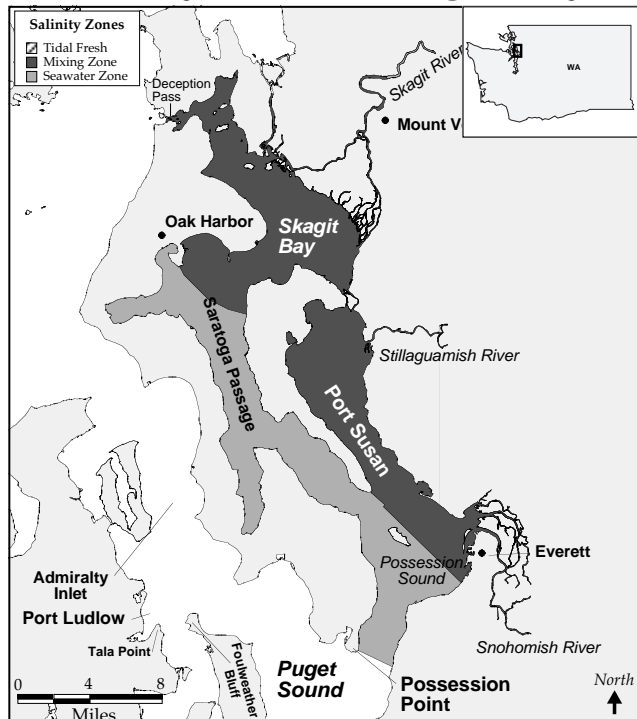 Salinity Zones
Tidal Fresh
Mixing Zone
Seawater Zone
WA
Deception
Pass
Skagit River
Mount V
Oak Harbor
Skagit
Bay
Saratoga Passage
Stillaguamish River
Port Susan
Possession
Sound
Everett
Admiralty
Inlet
Port Ludlow
Tala Point
Foulweather
Bluff
Snohomish River
Puget
Sound
Possession
Point
0 4 8
Miles
North